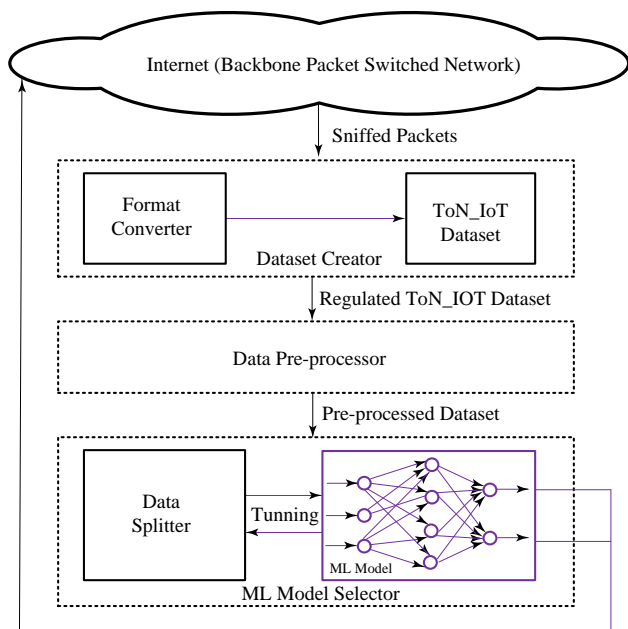 Internet (Backbone Packet Switched Network)
Sniffed Packets
Format
Converter
ToN_IoT
Dataset
Dataset Creator
Regulated ToN_IOT Dataset
Data Pre-processor
Pre-processed Dataset
Data
Splitter
Tunning
ML Model
ML Model Selector